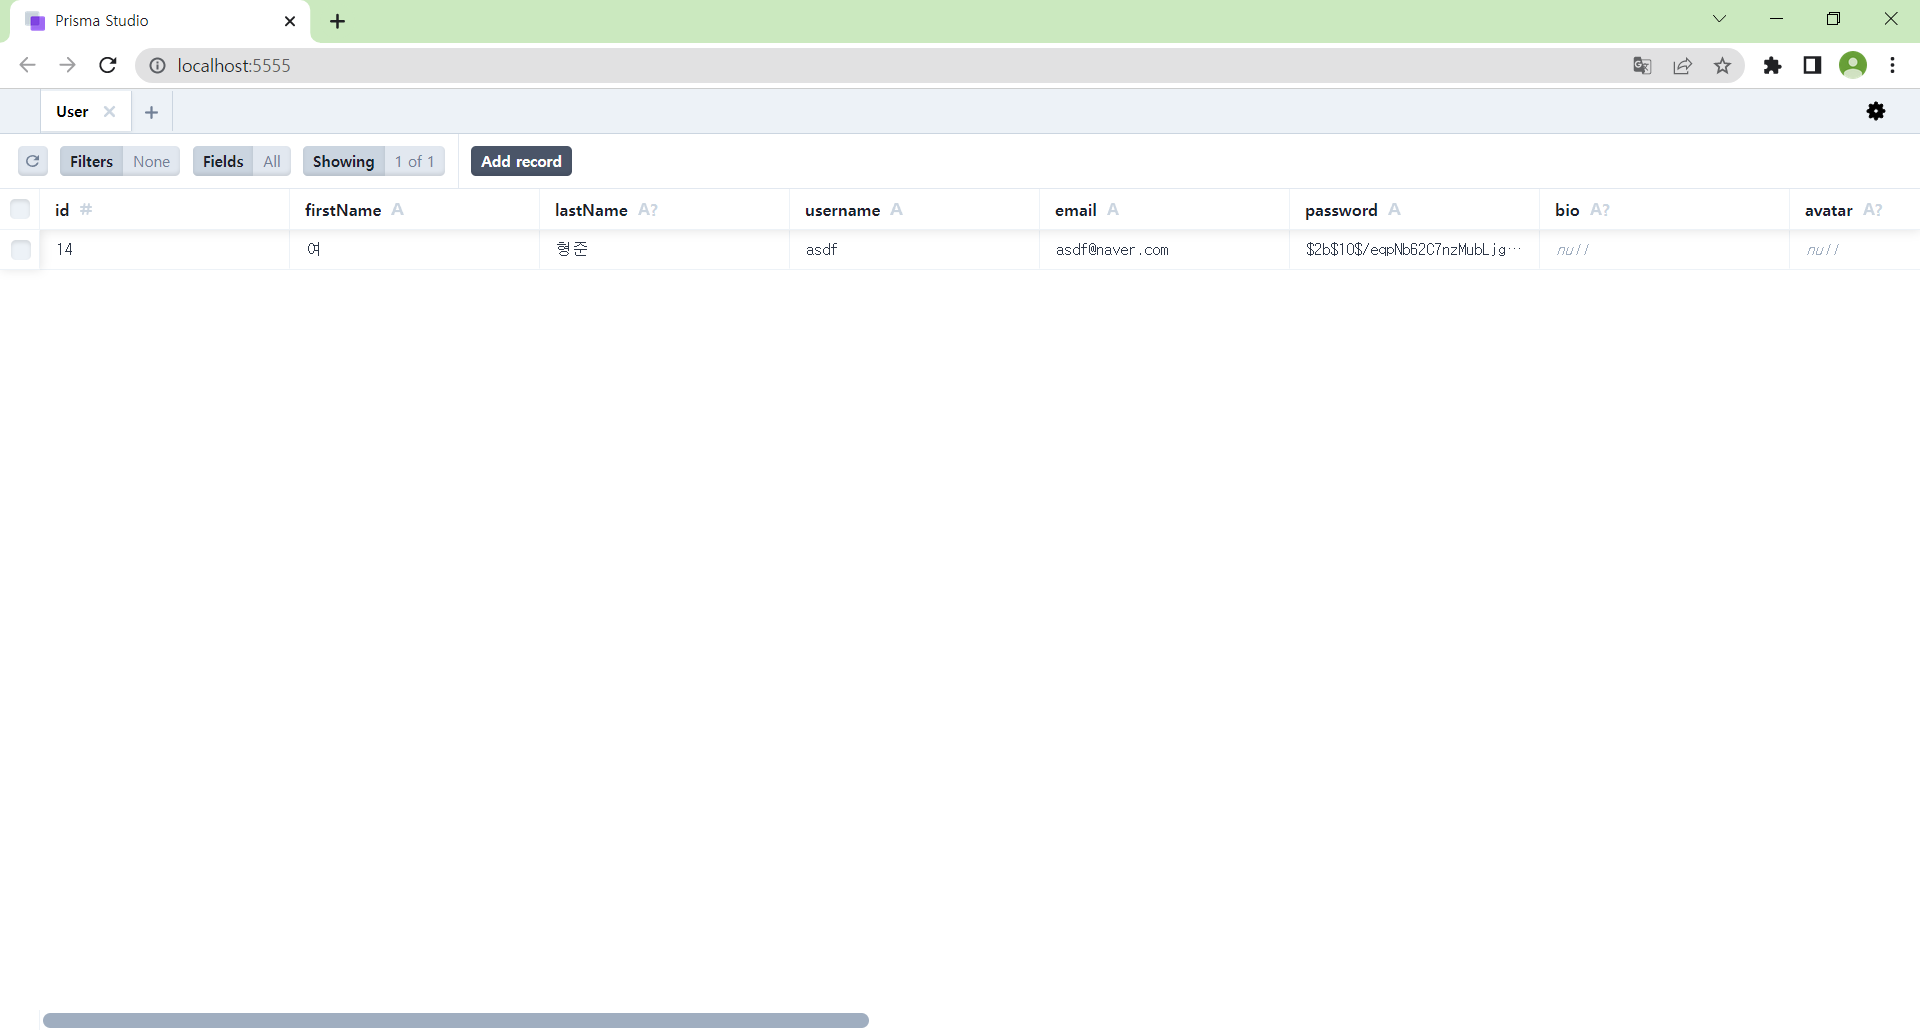 Prisma Studio
localhost:5555
User
Filters None Fields All Showing 1 of 1 Add record
id # firstName A lastName A? username A email A password A bio A? avatar A?
14 여 형준 asdf asdf@naver.com $2b$10$/eqpNb62C7nzMubLjg… null null